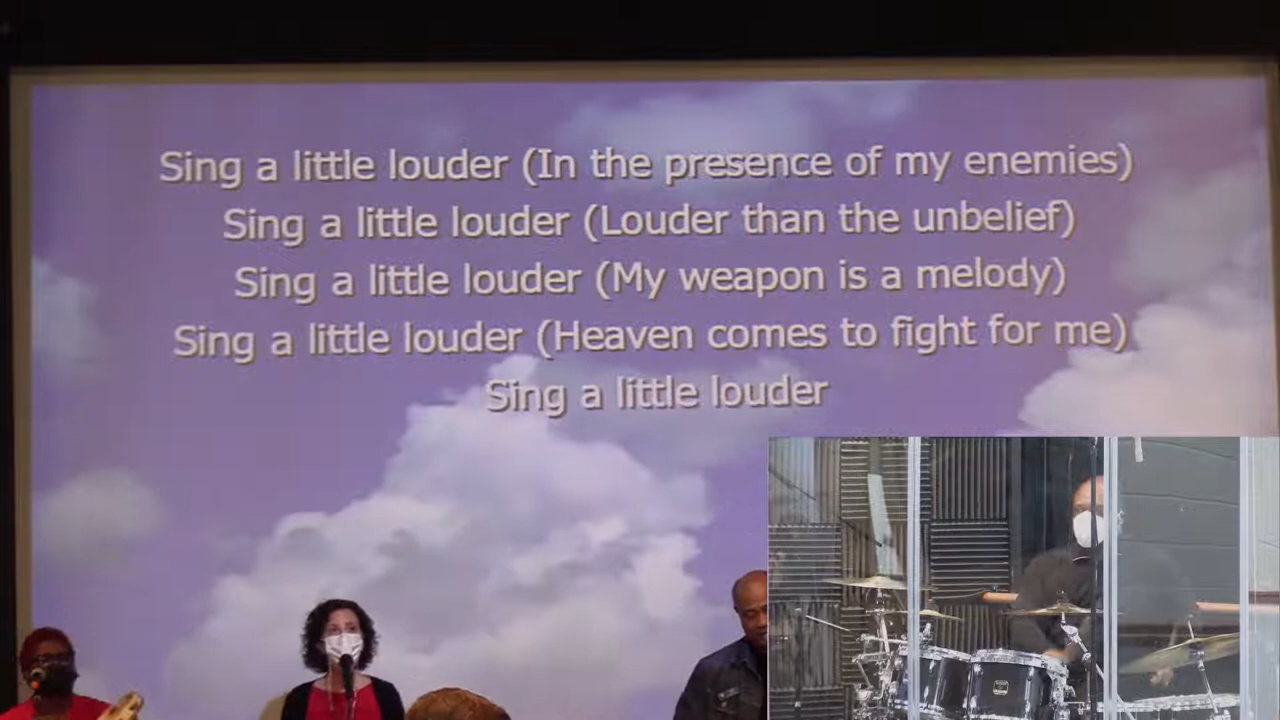 Sing a little louder (In the presence of my enemies)
Sing a little louder (Louder than the unbelief)
Sing a little louder (My weapon is a melody)
Sing a little louder (Heaven comes to fight for me)
Sing a little louder